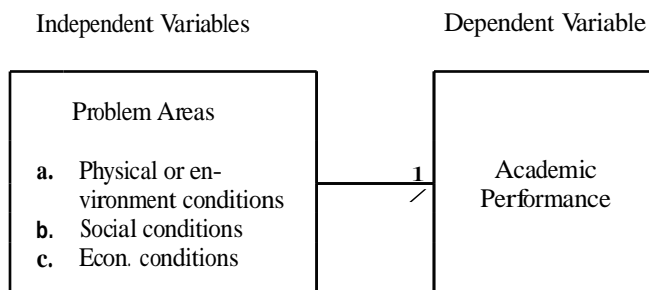 Independent Variables
Dependent Variable
Problem Areas
a. Physical or en-
vironment conditions
b. Social conditions
c. Econ. conditions
1
Academic
Performance